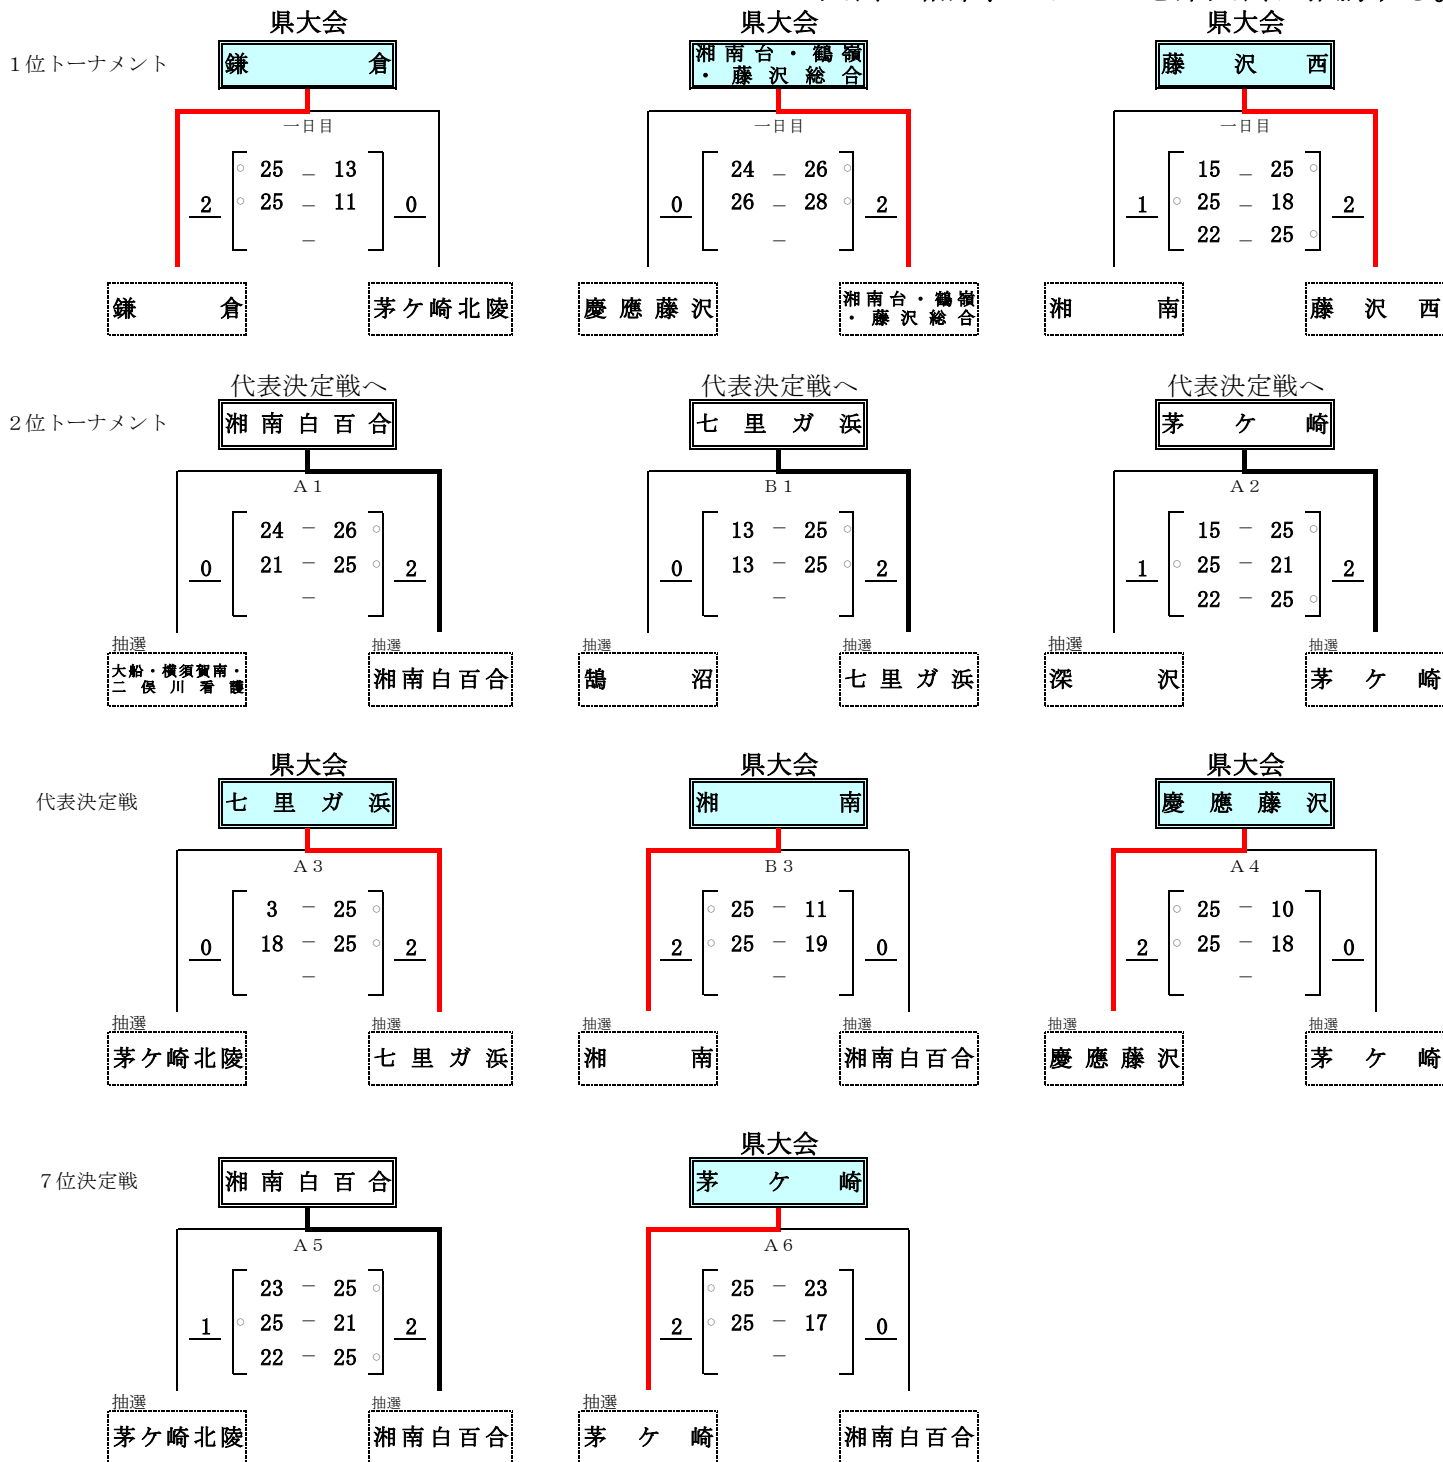 県大会 県大会 県大会
1位トーナメント 鎌倉 湘南台・鶴嶺 藤沢西
・藤沢総合
一日目 一日目 一日目
○ 25 – 13 24 – 26 ○ 15 – 25 ○
2 ○ 25 – 11 0 0 26 – 28 ○ 2 1 ○ 25 – 18 2
– – 22 – 25 ○
鎌倉 茅ケ崎北陵 慶應藤沢 湘南台・鶴嶺 湘南 藤沢西
・藤沢総合
代表決定戦へ 代表決定戦へ 代表決定戦へ
2位トーナメント 湘南白百合 七里ガ浜 茅ケ崎
A1 B1 A2
24 – 26 ○ 13 – 25 ○ 15 – 25 ○
0 21 – 25 ○ 2 0 13 – 25 ○ 2 1 ○ 25 – 21 2
– – 22 – 25 ○
抽選 抽選 抽選 抽選 抽選 抽選
大船・横須賀南・ 湘南白百合 鵠沼 七里ガ浜 深沢 茅ケ崎
二俣川看護
県大会 県大会 県大会
代表決定戦 七里ガ浜 湘南 慶應藤沢
A3 B3 A4
3 – 25 ○ ○ 25 – 11 ○ 25 – 10
0 18 – 25 ○ 2 2 ○ 25 – 19 0 2 ○ 25 – 18 0
– – –
抽選 抽選 抽選 抽選 抽選 抽選
茅ケ崎北陵 七里ガ浜 湘南 湘南白百合 慶應藤沢 茅ケ崎
県大会
7位決定戦 湘南白百合 茅ケ崎
A5 A6
23 – 25 ○ ○ 25 – 23
1 ○ 25 – 21 2 2 ○ 25 – 17 0
22 – 25 ○ –
抽選 抽選 抽選
茅ケ崎北陵 湘南白百合 茅ケ崎 湘南白百合